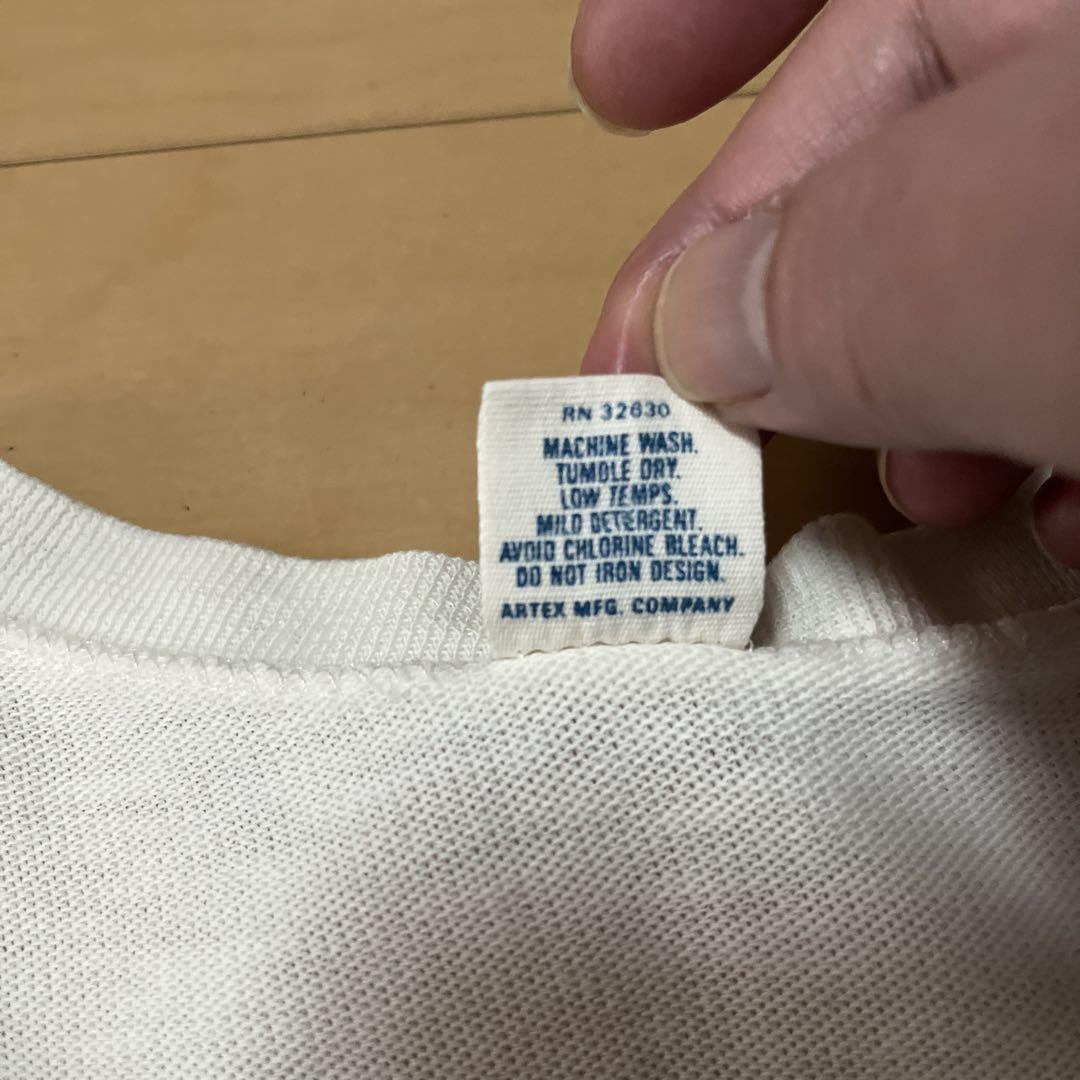 RN 32630
MACHINE WASH.
TUMBLE DRY.
LOW TEMPS.
MILD DETERGENT.
AVOID CHLORINE BLEACH.
DO NOT IRON DESIGN.
ARTEX MFG. COMPANY